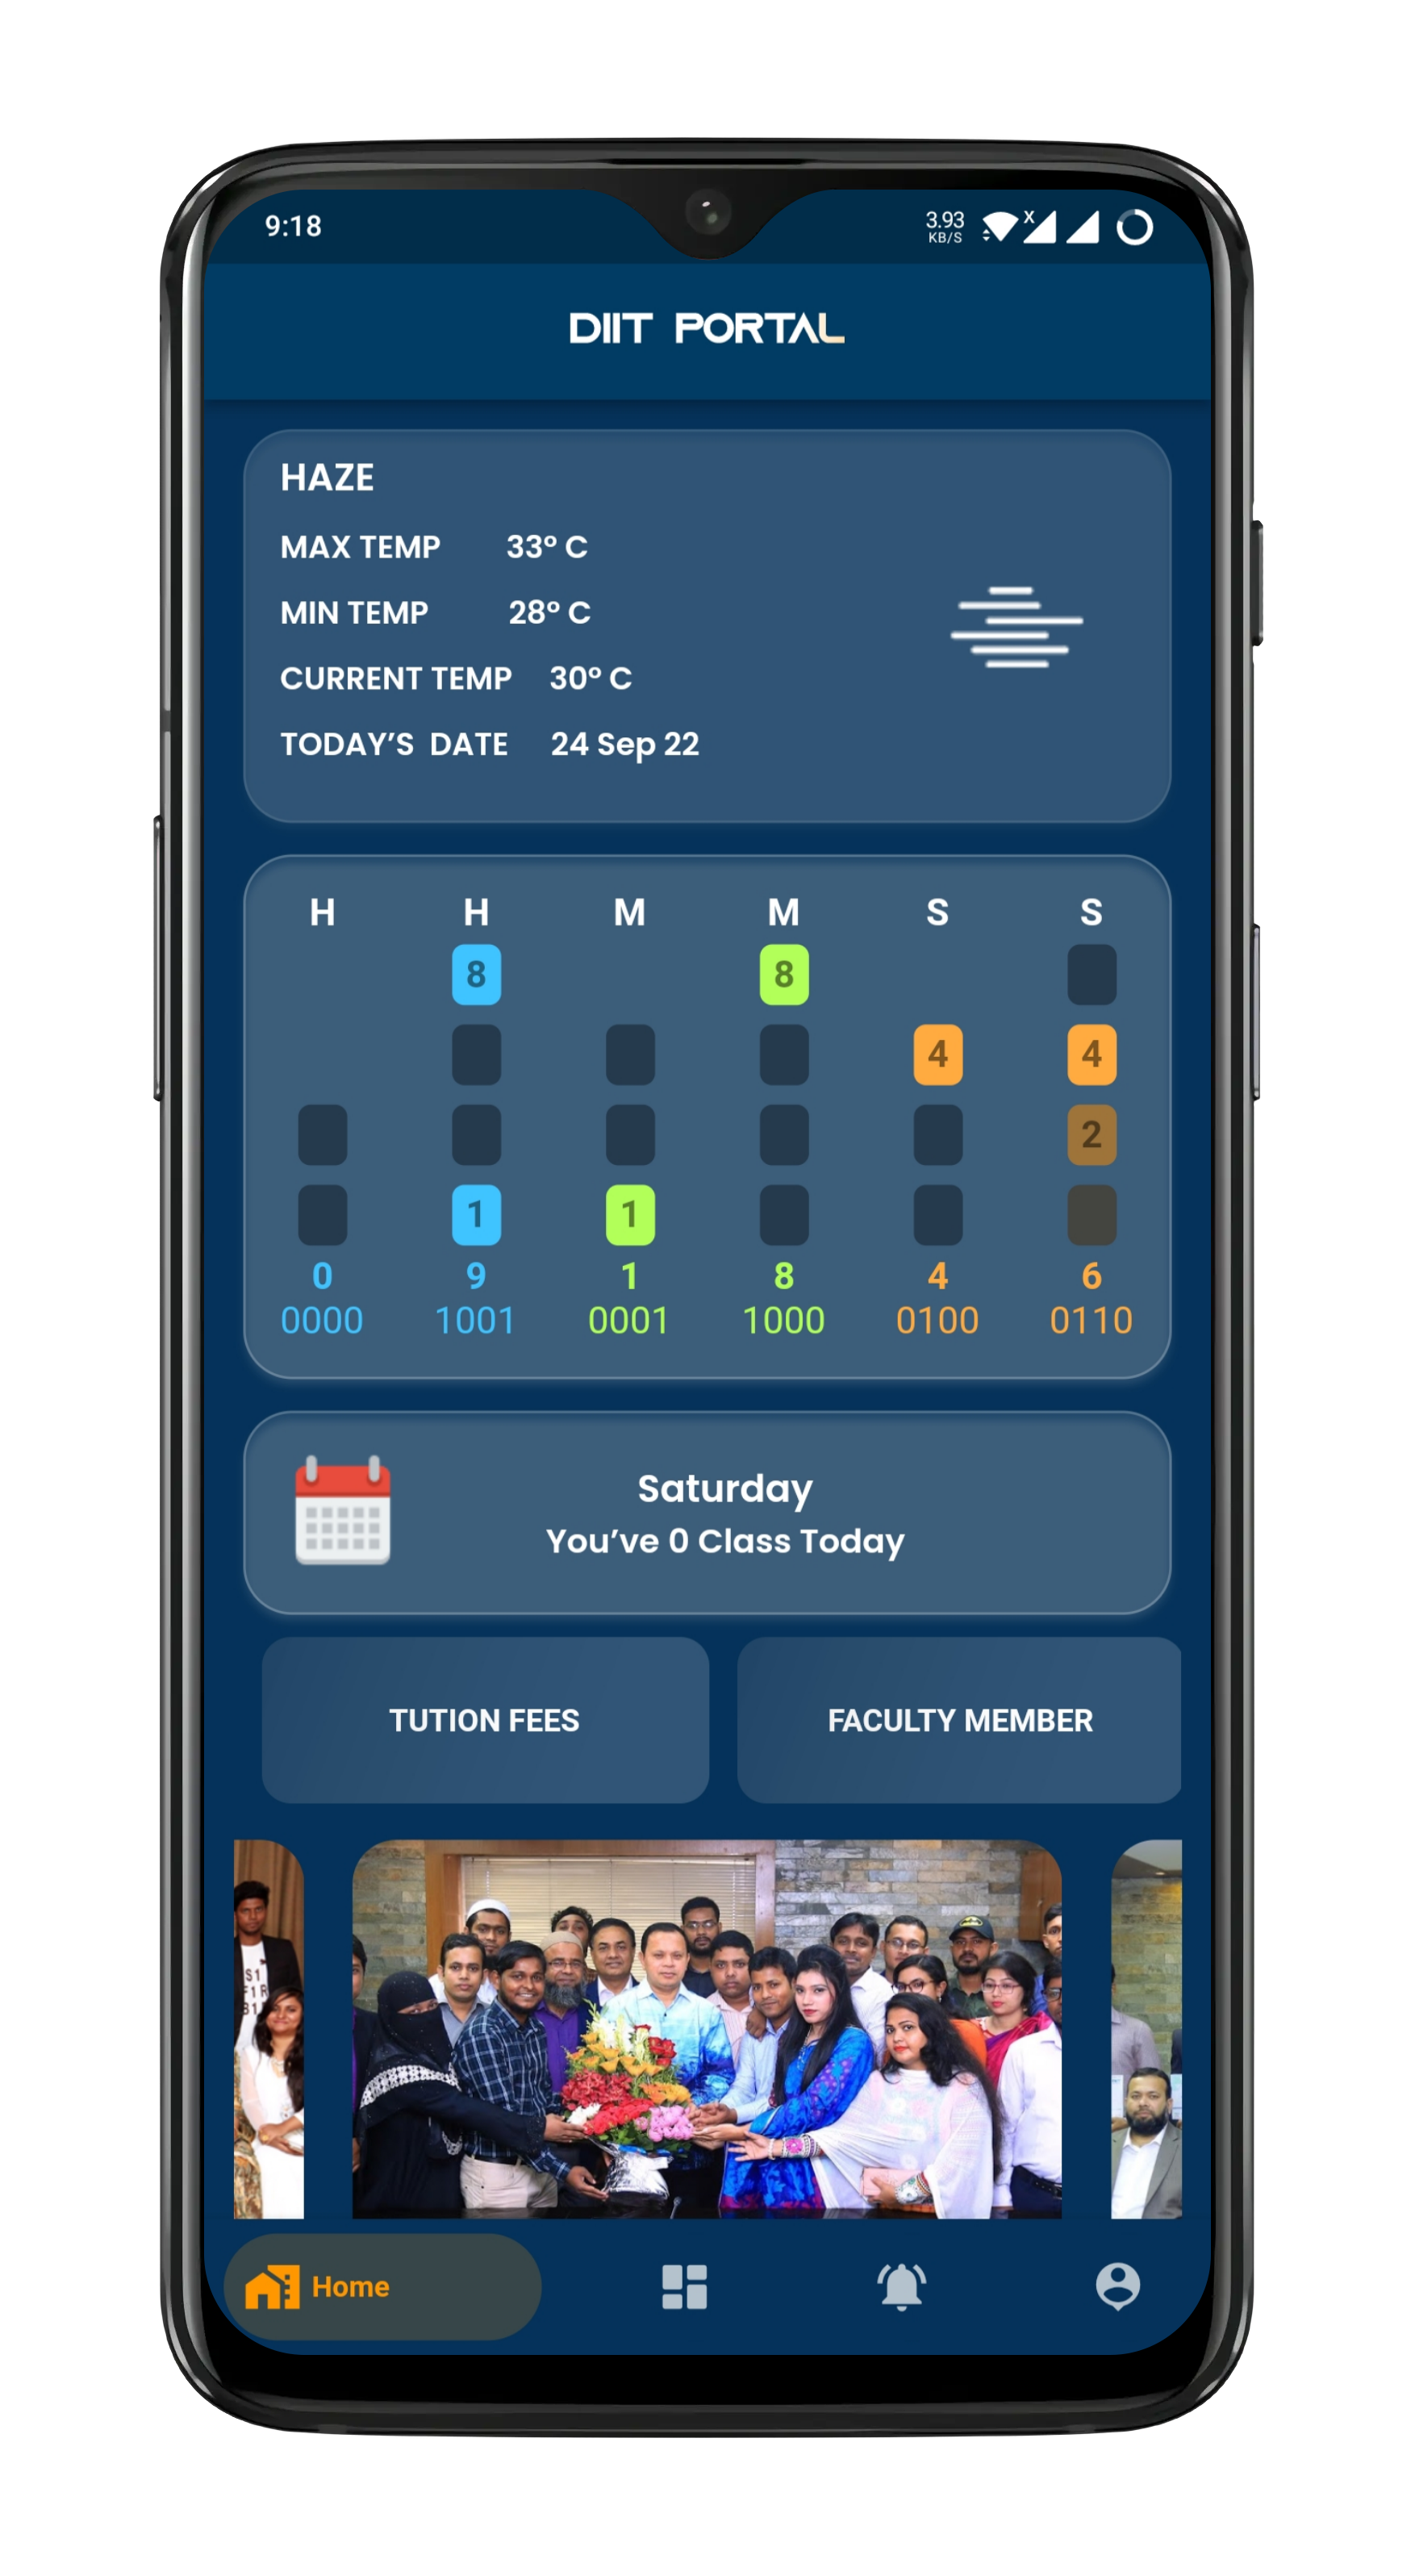 9:18
3.93
KB/S
X
DIIT PORTAL
HAZE
MAX TEMP 33° C
MIN TEMP 28° C
CURRENT TEMP 30° C
TODAY'S DATE 24 Sep 22
H H M M S S
8 8
4 4
2
1 1
0 9 1 8 4 6
0000 1001 0001 1000 0100 0110
Saturday
You've 0 Class Today
TUTION FEES FACULTY MEMBER
Home